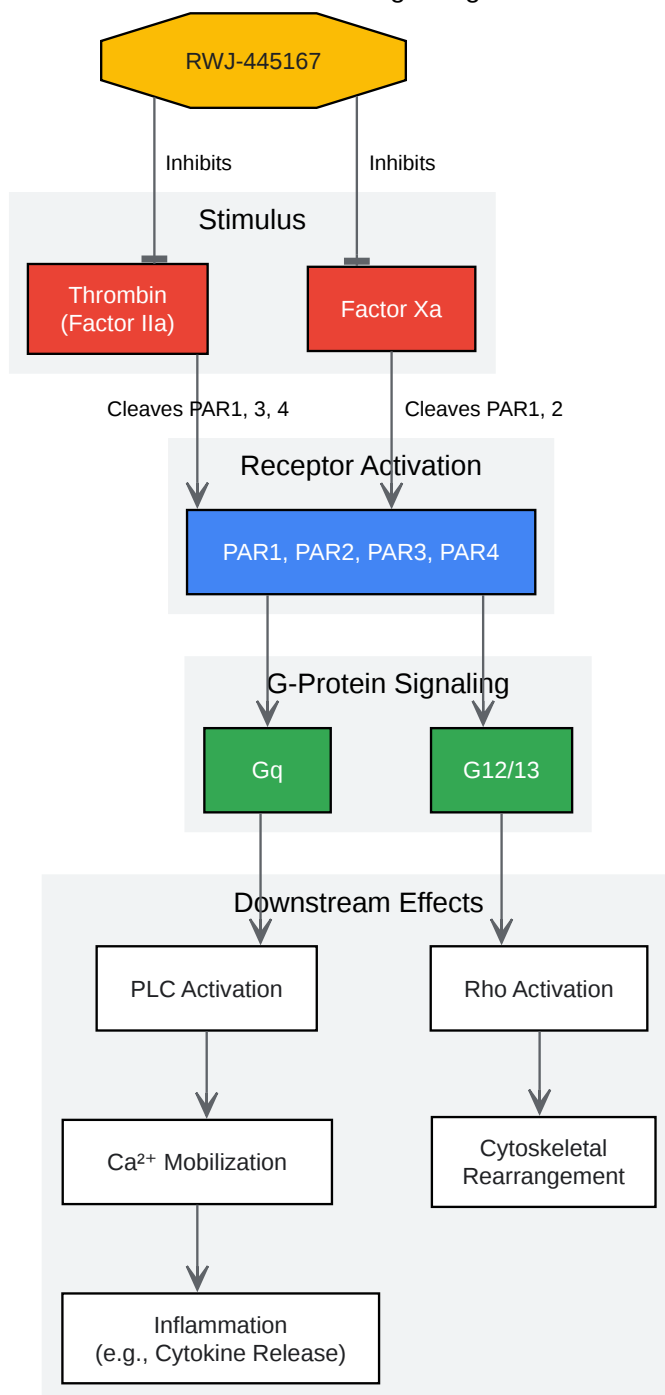 RWJ-445167
Inhibits
Inhibits
Stimulus
Thrombin
(Factor IIa)
Factor Xa
Cleaves PAR1, 3, 4
Cleaves PAR1, 2
Receptor Activation
PAR1, PAR2, PAR3, PAR4
G-Protein Signaling
Gq
G12/13
Downstream Effects
PLC Activation
Rho Activation
Ca²⁺ Mobilization
Cytoskeletal
Rearrangement
Inflammation
(e.g., Cytokine Release)